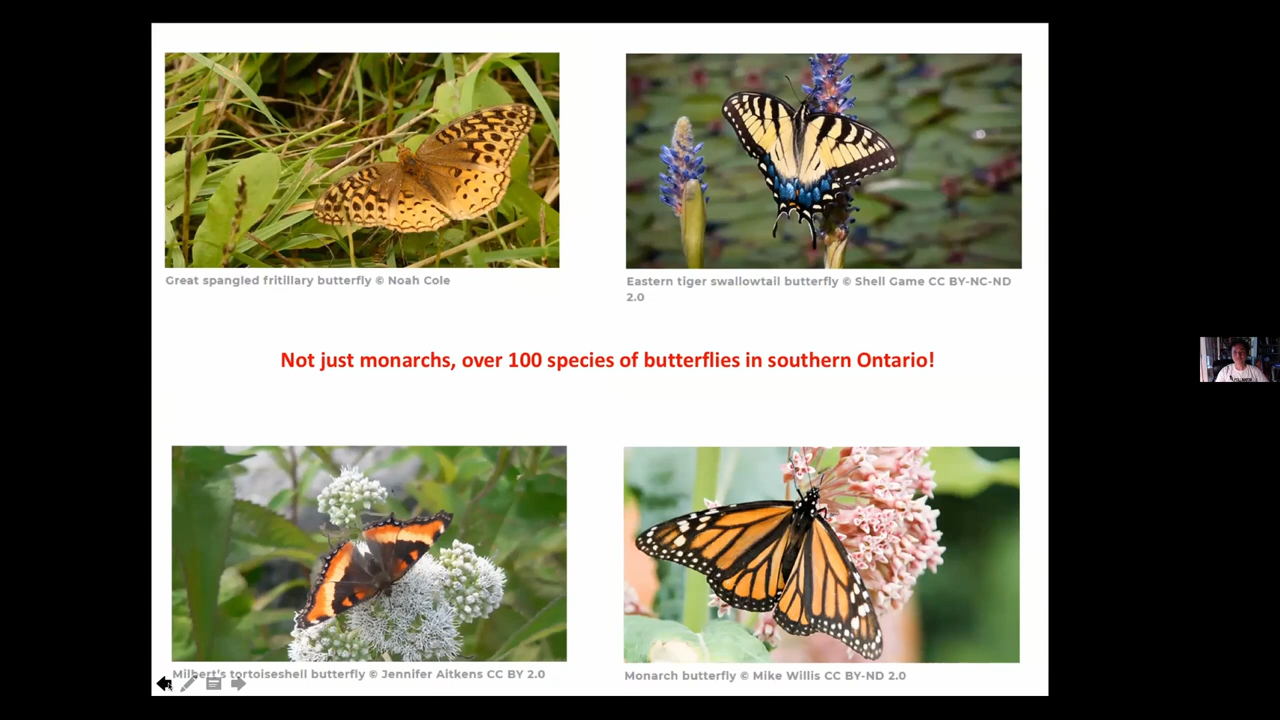 Great spangled fritillary butterfly © Noah Cole
Eastern tiger swallowtail butterfly © Shell Game CC BY-NC-ND
2.0
Not just monarchs, over 100 species of butterflies in southern Ontario!
Milbert's tortoiseshell butterfly © Jennifer Aitkens CC BY 2.0
Monarch butterfly © Mike Willis CC BY-ND 2.0